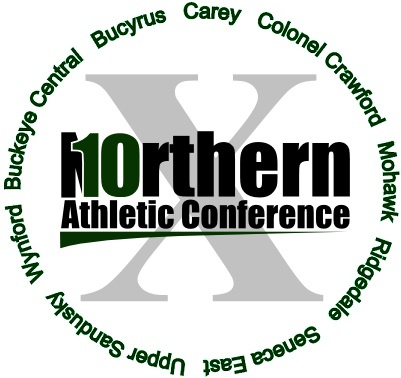 Buckeye Central
Bucyrus
Carey
Colonel Crawford
Mohawk
Ridgedale
Seneca East
Upper Sandusky
Wynford
X
N10rthern
Athletic Conference